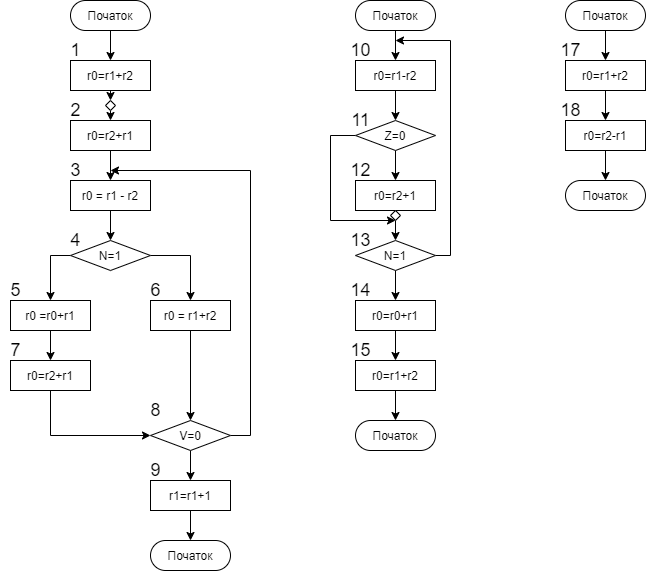 Початок
1
r0=r1+r2
2
r0=r2+r1
3
r0 = r1 - r2
4
N=1
5
r0 =r0+r1
6
r0 = r1+r2
7
r0=r2+r1
8
V=0
9
r1=r1+1
Початок
Початок
10
r0=r1-r2
11
Z=0
12
r0=r2+1
13
N=1
14
r0=r0+r1
15
r0=r1+r2
Початок
Початок
17
r0=r1+r2
18
r0=r2-r1
Початок